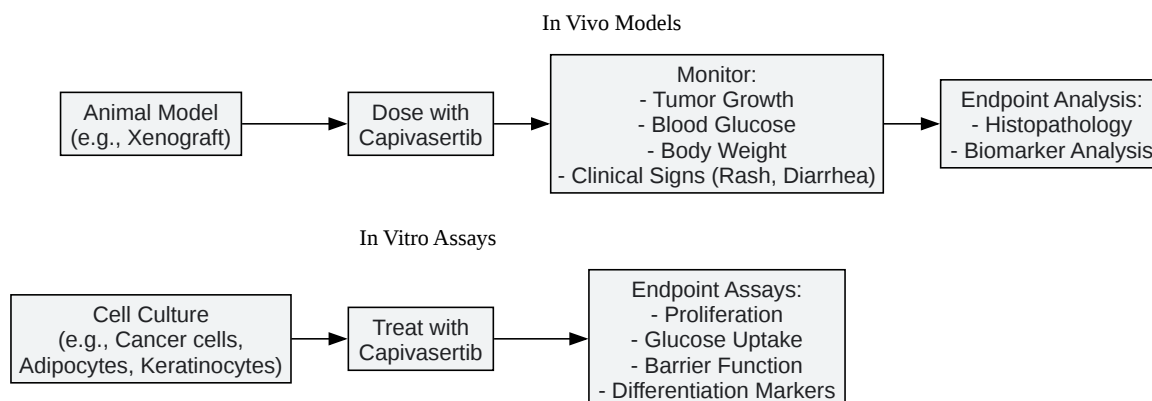 In Vivo Models
Animal Model
(e.g., Xenograft)
Dose with
Capivasertib
Monitor:
- Tumor Growth
- Blood Glucose
- Body Weight
- Clinical Signs (Rash, Diarrhea)
Endpoint Analysis:
- Histopathology
- Biomarker Analysis
In Vitro Assays
Cell Culture
(e.g., Cancer cells,
Adipocytes, Keratinocytes)
Treat with
Capivasertib
Endpoint Assays:
- Proliferation
- Glucose Uptake
- Barrier Function
- Differentiation Markers